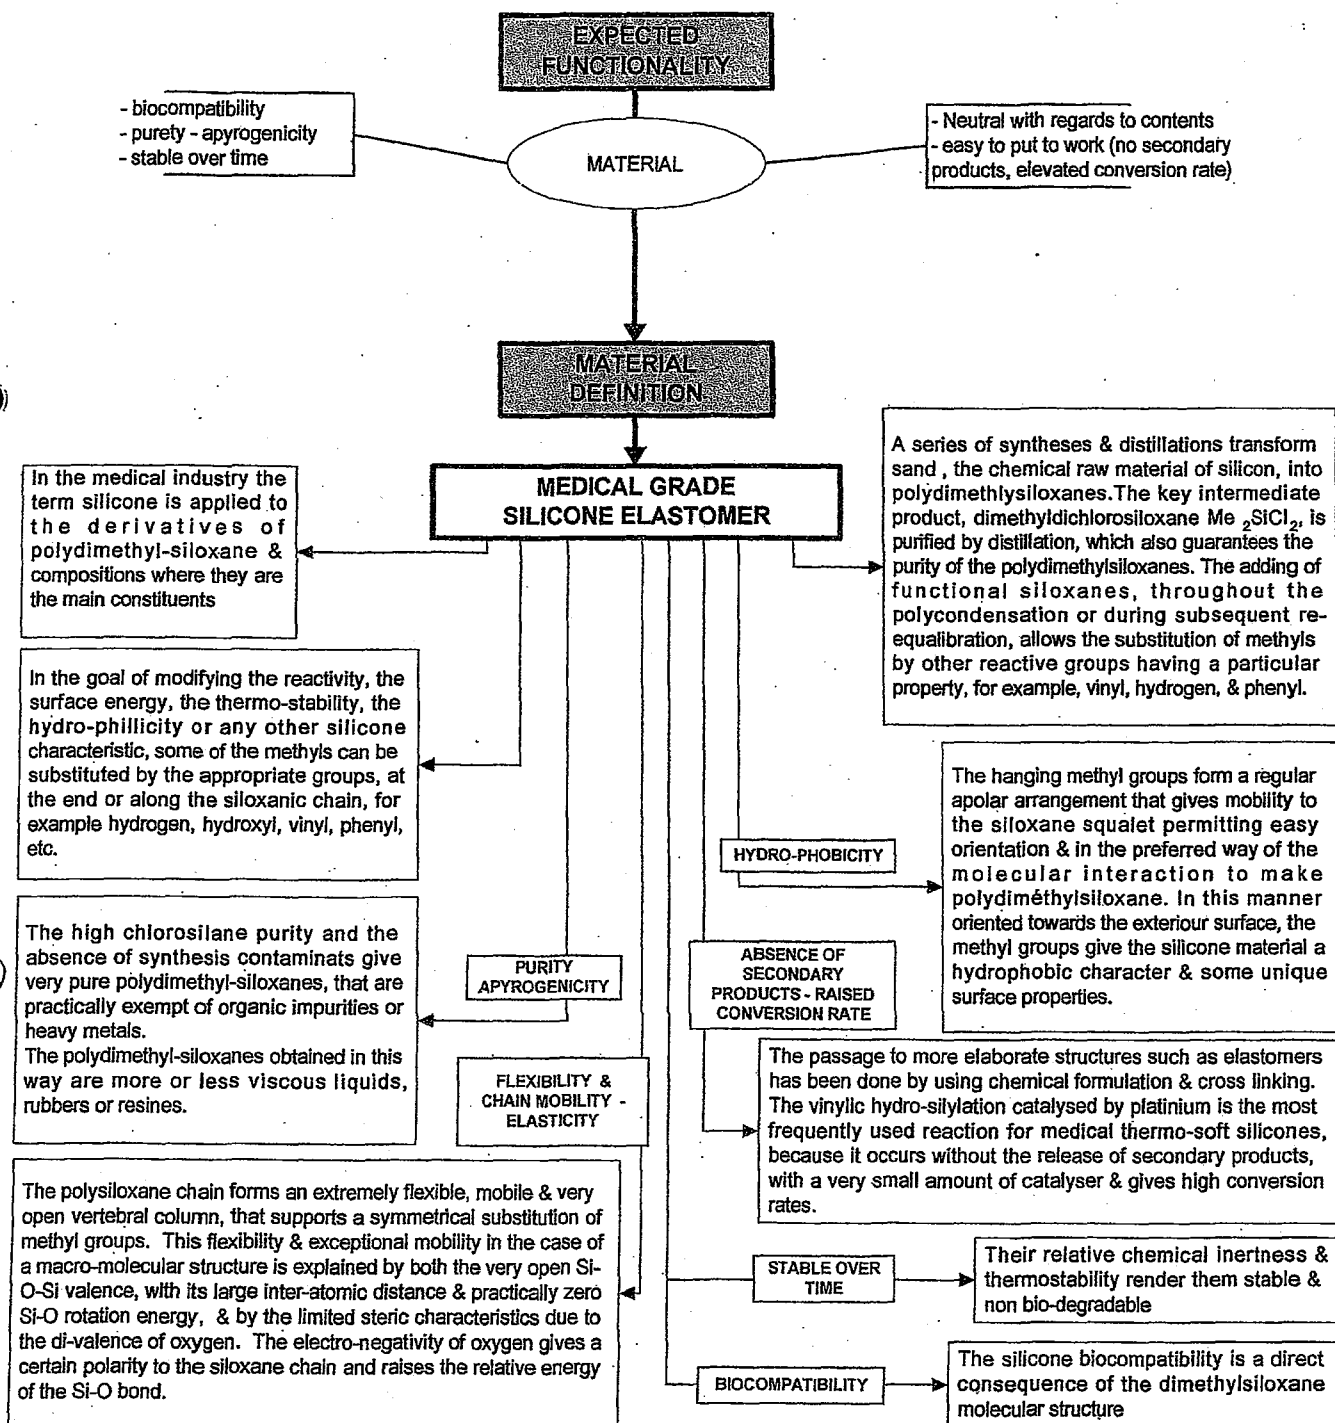 EXPECTED
FUNCTIONALITY
- biocompatibility
- purety - apyrogenicity
- stable over time
MATERIAL
- Neutral with regards to contents
- easy to put to work (no secondary
products, elevated conversion rate)
MATERIAL
DEFINITION
MEDICAL GRADE
SILICONE ELASTOMER
In the medical industry the
term silicone is applied to
the derivatives of
polydimethyl-siloxane &
compositions where they are
the main constituents
A series of syntheses & distillations transform
sand , the chemical raw material of silicon, into
polydimethlysiloxanes.The key intermediate
product, dimethyldichlorosiloxane Me 2SiCl2, is
purified by distillation, which also guarantees the
purity of the polydimethylsiloxanes. The adding of
functional siloxanes, throughout the
polycondensation or during subsequent re-
equalibration, allows the substitution of methyls
by other reactive groups having a particular
property, for example, vinyl, hydrogen, & phenyl.
In the goal of modifying the reactivity, the
surface energy, the thermo-stability, the
hydro-phillicity or any other silicone
characteristic, some of the methyls can be
substituted by the appropriate groups, at
the end or along the siloxanic chain, for
example hydrogen, hydroxyl, vinyl, phenyl,
etc.
HYDRO-PHOBICITY
The hanging methyl groups form a regular
apolar arrangement that gives mobility to
the siloxane squalet permitting easy
orientation & in the preferred way of the
molecular interaction to make
polydiméthylsiloxane. In this manner
oriented towards the exteriour surface, the
methyl groups give the silicone material a
hydrophobic character & some unique
surface properties.
The high chlorosilane purity and the
absence of synthesis contaminats give
very pure polydimethyl-siloxanes, that are
practically exempt of organic impurities or
heavy metals.
The polydimethyl-siloxanes obtained in this
way are more or less viscous liquids,
rubbers or resines.
PURITY
APYROGENICITY
ABSENCE OF
SECONDARY
PRODUCTS - RAISED
CONVERSION RATE
FLEXIBILITY &
CHAIN MOBILITY -
ELASTICITY
The passage to more elaborate structures such as elastomers
has been done by using chemical formulation & cross linking.
The vinylic hydro-silylation catalysed by platinium is the most
frequently used reaction for medical thermo-soft silicones,
because it occurs without the release of secondary products,
with a very small amount of catalyser & gives high conversion
rates.
The polysiloxane chain forms an extremely flexible, mobile & very
open vertebral column, that supports a symmetrical substitution of
methyl groups. This flexibility & exceptional mobility in the case of
a macro-molecular structure is explained by both the very open Si-
O-Si valence, with its large inter-atomic distance & practically zero
Si-O rotation energy, & by the limited steric characteristics due to
the di-valence of oxygen. The electro-negativity of oxygen gives a
certain polarity to the siloxane chain and raises the relative energy
of the Si-O bond.
STABLE OVER
TIME
Their relative chemical inertness &
thermostability render them stable &
non bio-degradable
BIOCOMPATIBILITY
The silicone biocompatibility is a direct
consequence of the dimethylsiloxane
molecular structure